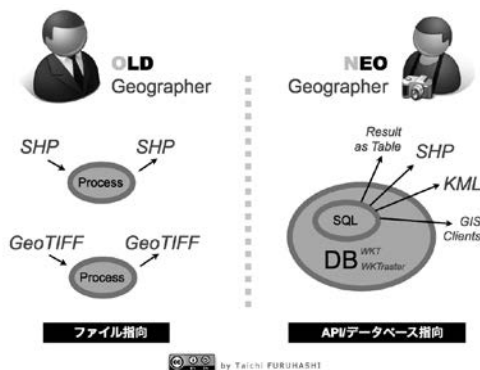 OLD
Geographer
SHP
SHP
Process
GeoTIFF
GeoTIFF
Process
ファイル指向
NEO
Geographer
Result
as Table
SHP
KML
GIS
Clients
SQL
DB
WKT
WKTraster
API/データベース指向
cc
by Taichi FURUHASHI